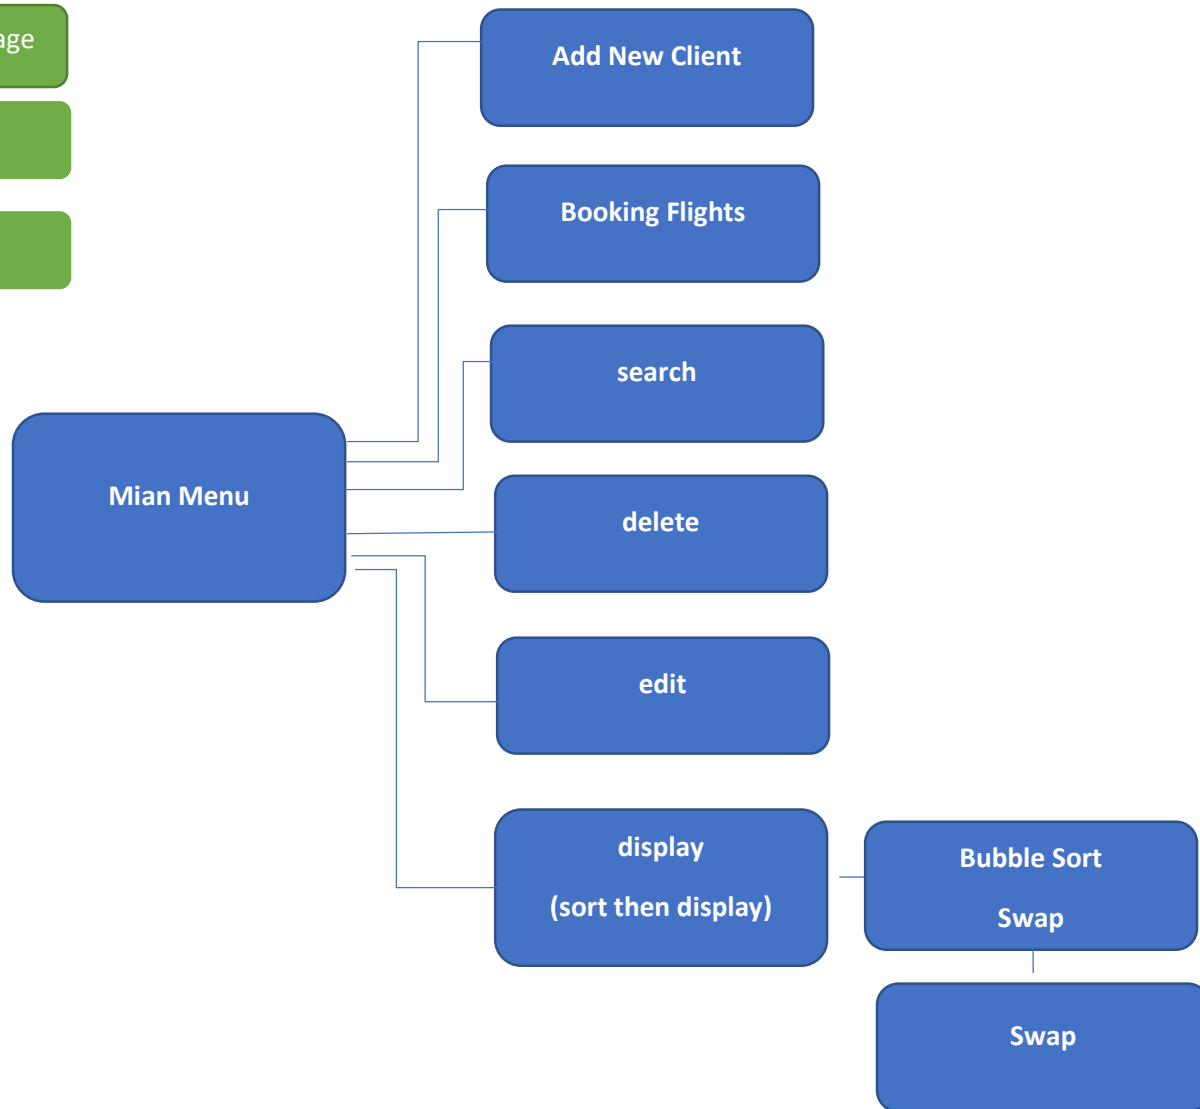 age
Add New Client
Booking Flights
search
Mian Menu
delete
edit
display
(sort then display)
Bubble Sort
Swap
Swap